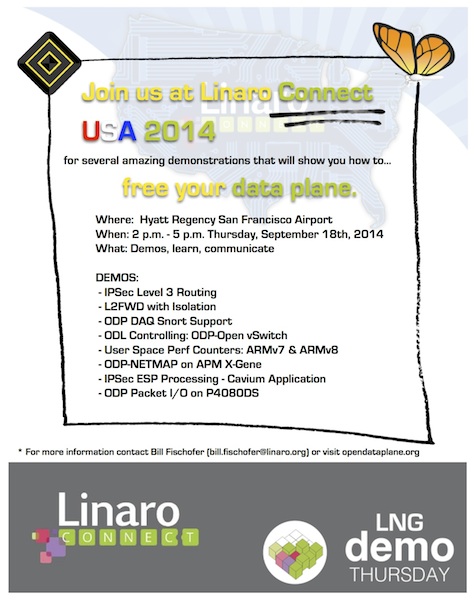 Join us at Linaro Connect
USA 2014
for several amazing demonstrations that will show you how to...
free your data plane.
Where: Hyatt Regency San Francisco Airport
When: 2 p.m. - 5 p.m. Thursday, September 18th, 2014
What: Demos, learn, communicate
DEMOS:
- IPSec Level 3 Routing
- L2FWD with Isolation
- ODP DAQ Snort Support
- ODL Controlling: ODP-Open vSwitch
- User Space Perf Counters: ARMv7 & ARMv8
- ODP-NETMAP on APM X-Gene
- IPSec ESP Processing - Cavium Application
- ODP Packet I/O on P4080DS
* For more information contact Bill Fischofer (bill.fischofer@linaro.org) or visit opendataplane.org
Linaro
CONNECT
LNG
demo
THURSDAY